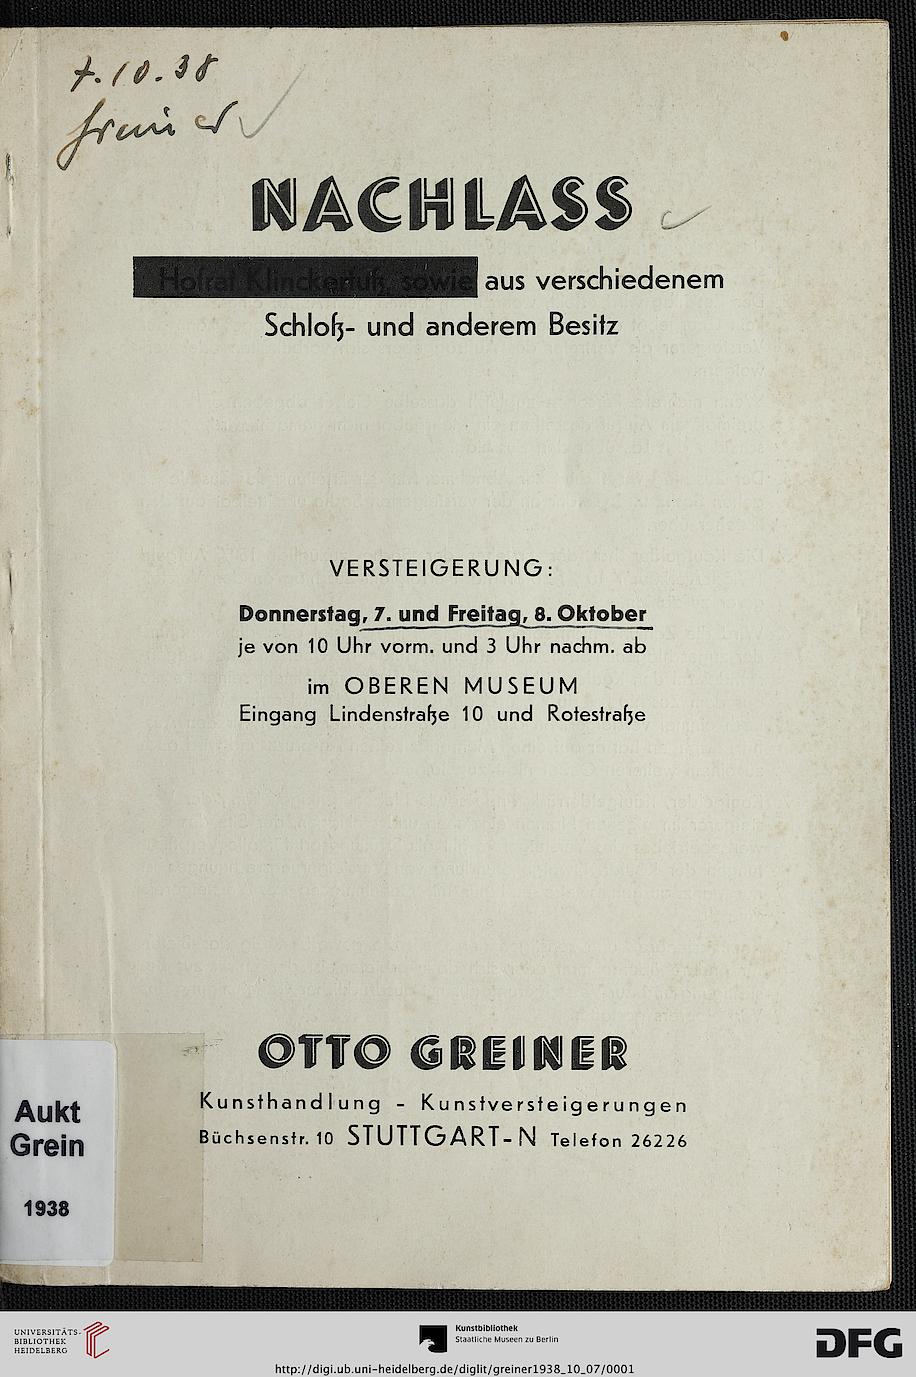 7.10.38
Greiner
NACHLASS
Hofrat Klinckerfuß, sowie aus verschiedenem
Schloß- und anderem Besitz
VERSTEIGERUNG:
Donnerstag, 7. und Freitag, 8. Oktober
je von 10 Uhr vorm. und 3 Uhr nachm. ab
im OBEREN MUSEUM
Eingang Lindenstraße 10 und Rotestraße
OTTO GREINER
Kunsthandlung - Kunstversteigerungen
Büchsenstr. 10 STUTTGART-N Telefon 26226
Aukt
Grein
1938
UNIVERSITÄTS-
BIBLIOTHEK
HEIDELBERG
Kunstbibliothek
Staatliche Museen zu Berlin
DFG
http://digi.ub.uni-heidelberg.de/diglit/greiner1938_10_07/0001